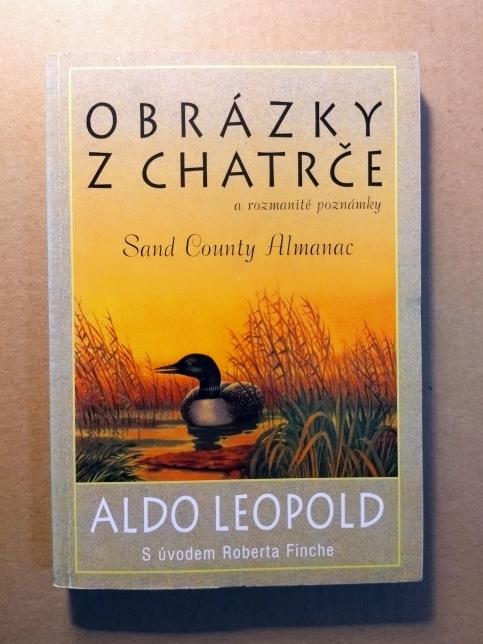 OBRÁZKY
Z CHATRČE
a rozmanité poznámky
Sand County Almanac
ALDO LEOPOLD
S úvodem Roberta Finche